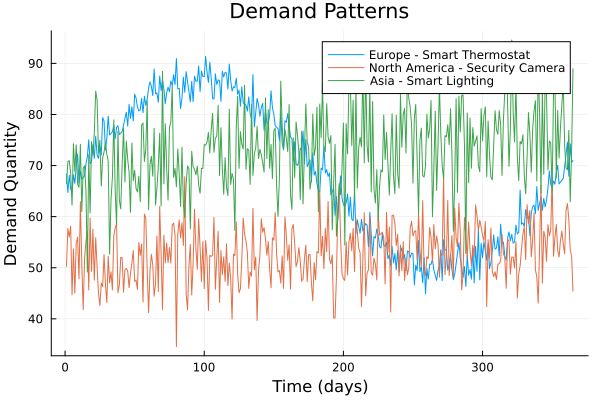 Demand Patterns
Europe - Smart Thermostat
North America - Security Camera
Asia - Smart Lighting
Demand Quantity
90
80
70
60
50
40
0
100
200
300
Time (days)